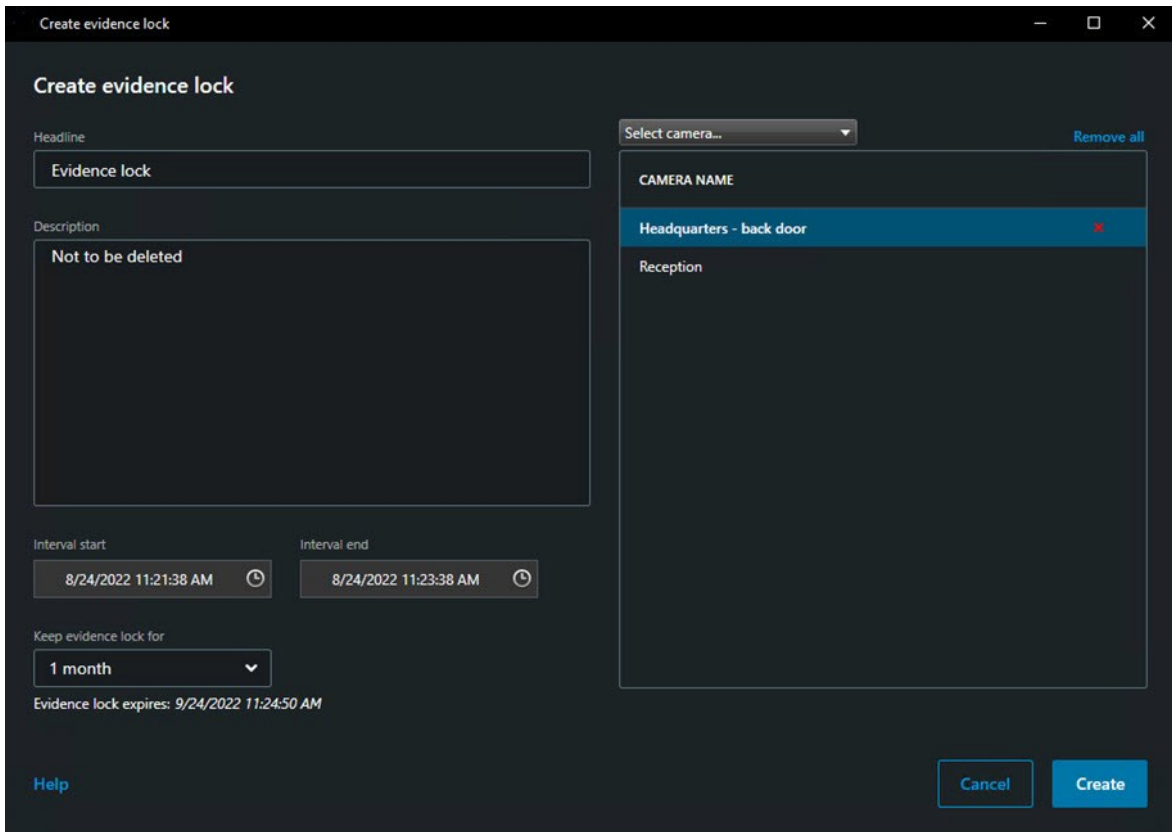 Create evidence lock
Create evidence lock
Headline
Evidence lock
Description
Not to be deleted
Interval start Interval end
8/24/2022 11:21:38 AM 8/24/2022 11:23:38 AM
Keep evidence lock for
1 month
Evidence lock expires: 9/24/2022 11:24:50 AM
Select camera...
Remove all
CAMERA NAME
Headquarters - back door
Reception
Help
Cancel
Create